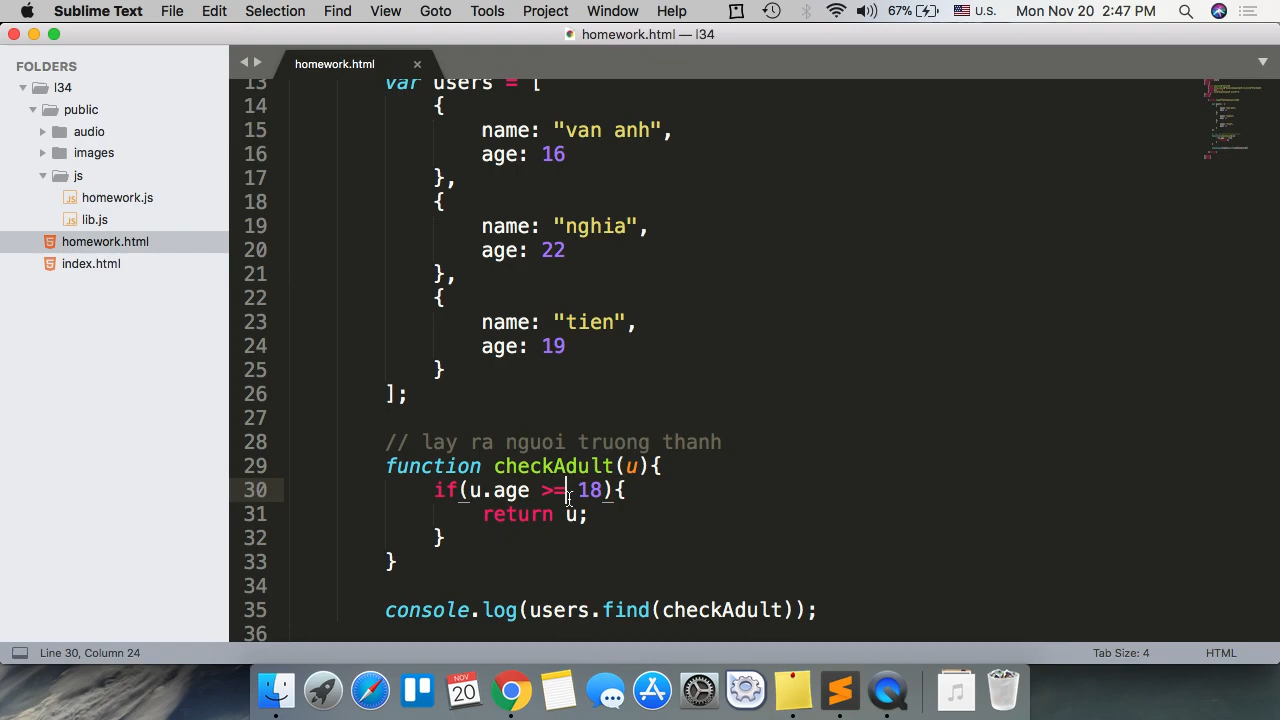 Sublime Text File Edit Selection Find View Goto Tools Project Window Help 67% U.S. Mon Nov 20 2:47 PM
homework.html — l34
FOLDERS
l34
public
audio
images
js
homework.js
lib.js
homework.html
index.html
homework.html
13 var users = [
14 {
15 name: "van anh",
16 age: 16
17 },
18 {
19 name: "nghia",
20 age: 22
21 },
22 {
23 name: "tien",
24 age: 19
25 }
26 ];
27
28 // lay ra nguoi truong thanh
29 function checkAdult(u){
30 if(u.age >= 18){
31 return u;
32 }
33 }
34
35 console.log(users.find(checkAdult));
36
Line 30, Column 24 Tab Size: 4 HTML
NOV
20